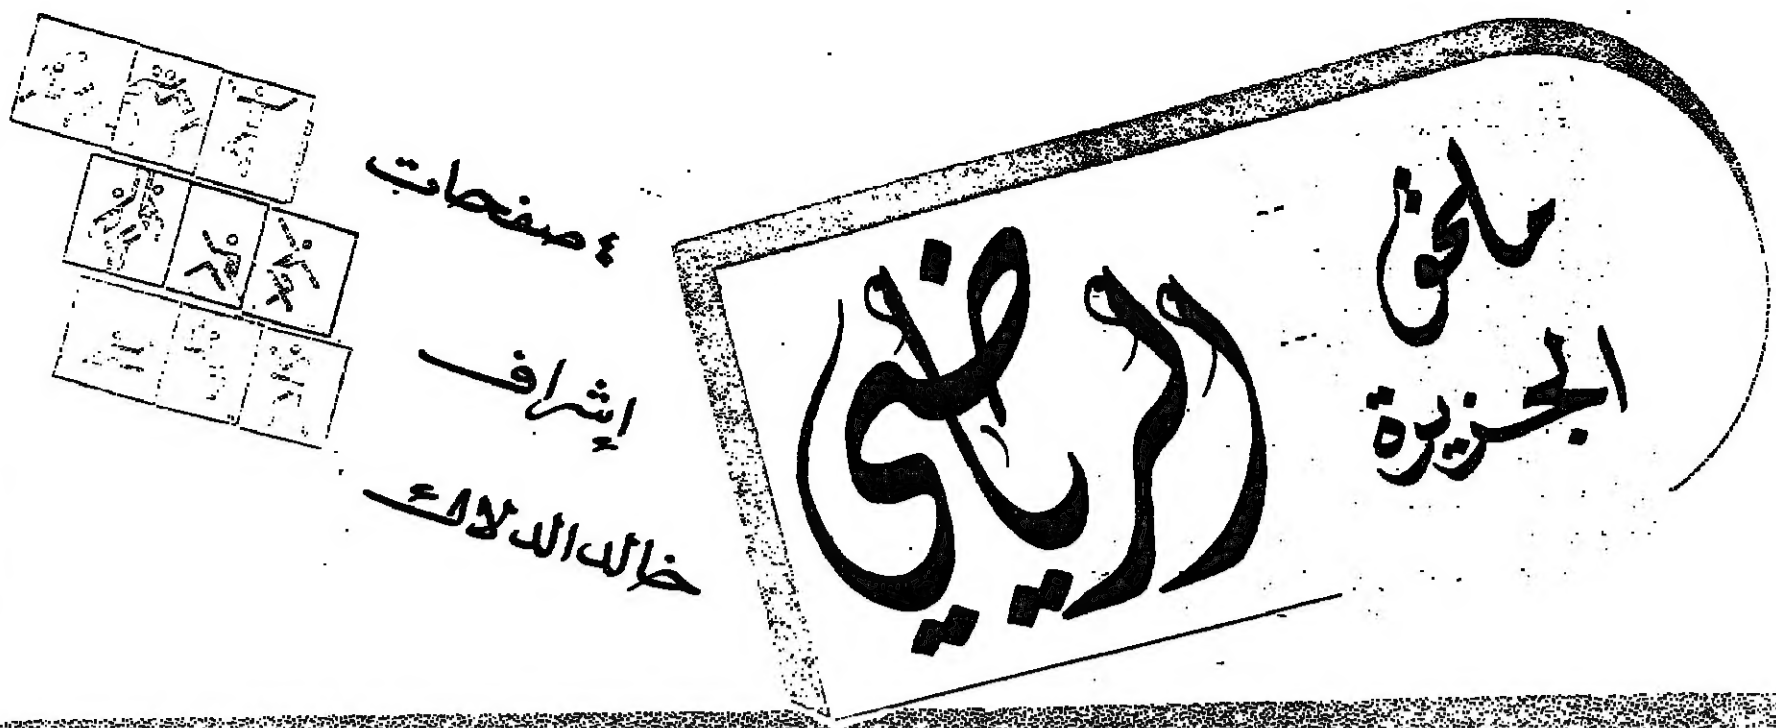 ملحق
الجزيرة
الرياضي
٤ صفحات
إشراف
خالد الدلاك